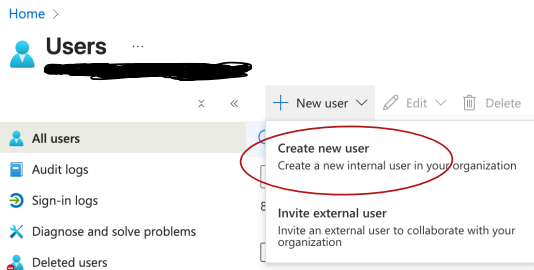 Home >
Users ...
New user
Edit
Delete
All users
Audit logs
Sign-in logs
Diagnose and solve problems
Deleted users
Create new user
Create a new internal user in your organization
Invite external user
Invite an external user to collaborate with your
organization